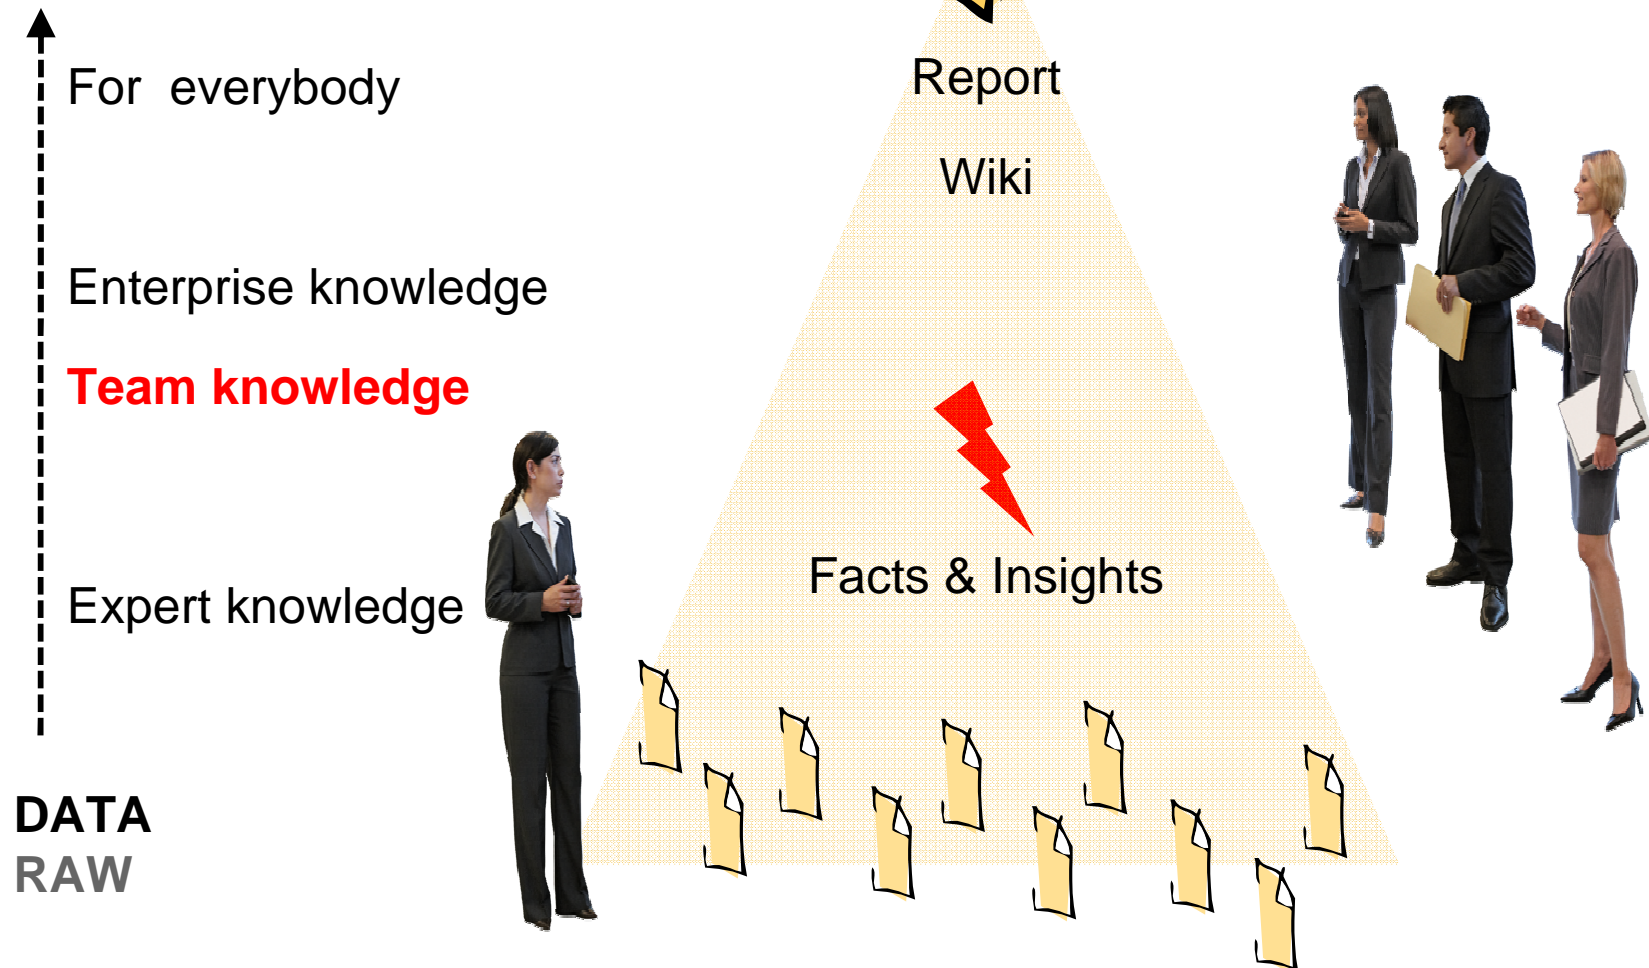 For everybody
Enterprise knowledge
Team knowledge
Expert knowledge
DATA
RAW
Report
Wiki
Facts & Insights